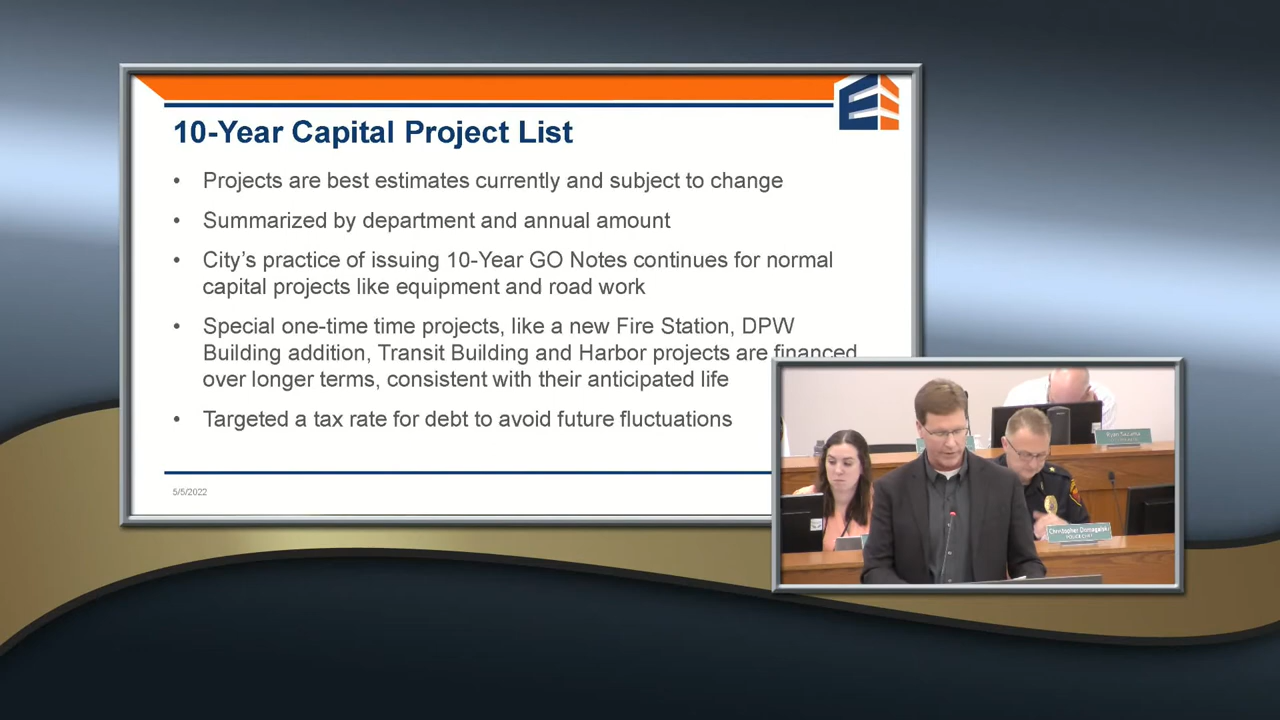 10-Year Capital Project List
• Projects are best estimates currently and subject to change
• Summarized by department and annual amount
• City's practice of issuing 10-Year GO Notes continues for normal
capital projects like equipment and road work
• Special one-time time projects, like a new Fire Station, DPW
Building addition, Transit Building and Harbor projects are financed
over longer terms, consistent with their anticipated life
• Targeted a tax rate for debt to avoid future fluctuations
5/5/2022
Christopher Domagalski
POLICE CHIEF